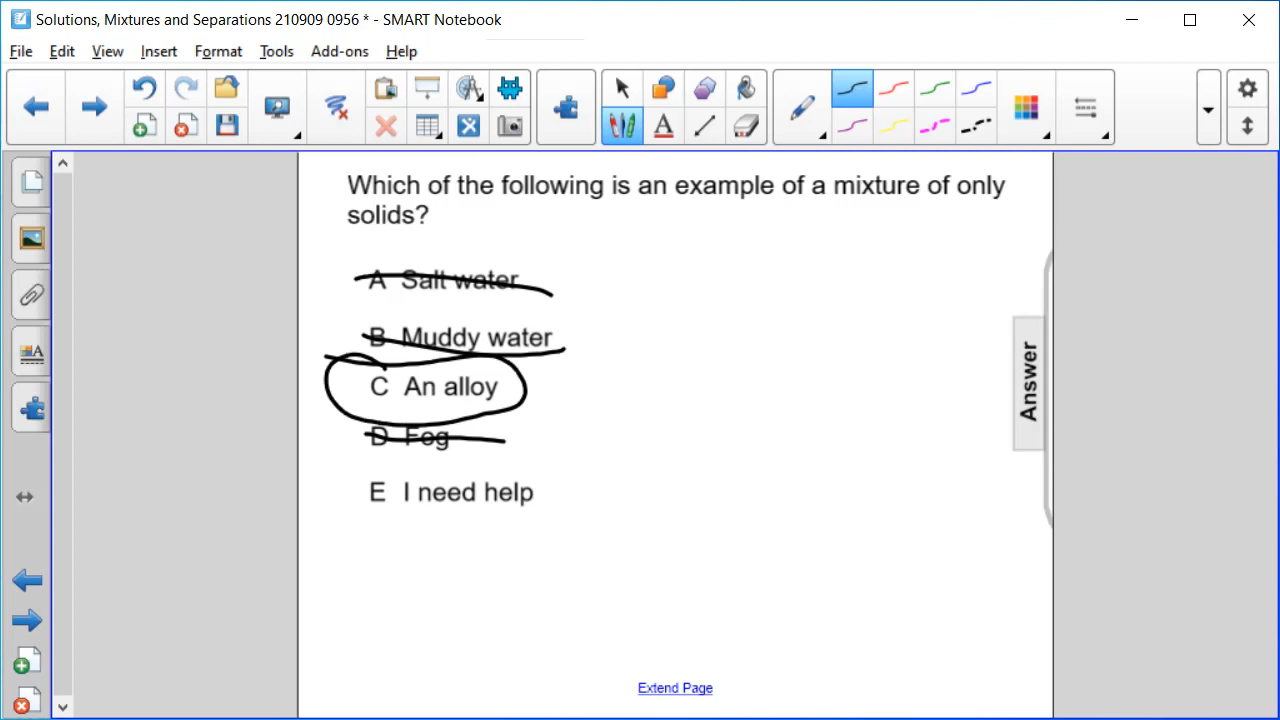 Solutions, Mixtures and Separations 210909 0956 * - SMART Notebook
File Edit View Insert Format Tools Add-ons Help
Which of the following is an example of a mixture of only
solids?
A Salt water
B Muddy water
C An alloy
D Fog
E I need help
Answer
Extend Page